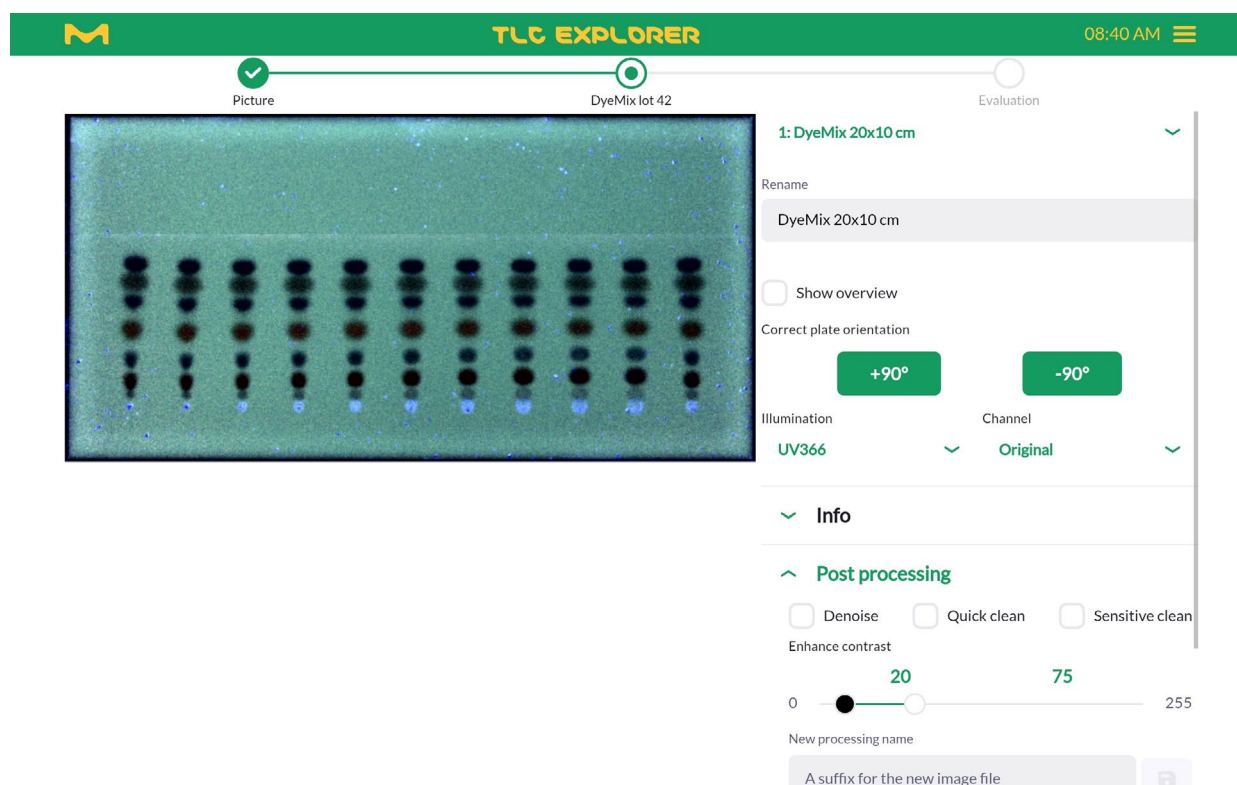 TLC EXPLORER
08:40 AM
Picture
DyeMix lot 42
Evaluation
1: DyeMix 20x10 cm
Rename
DyeMix 20x10 cm
Show overview
Correct plate orientation
+90°
-90°
Illumination
Channel
UV366
Original
Info
Post processing
Denoise
Quick clean
Sensitive clean
Enhance contrast
20
75
0
255
New processing name
A suffix for the new image file